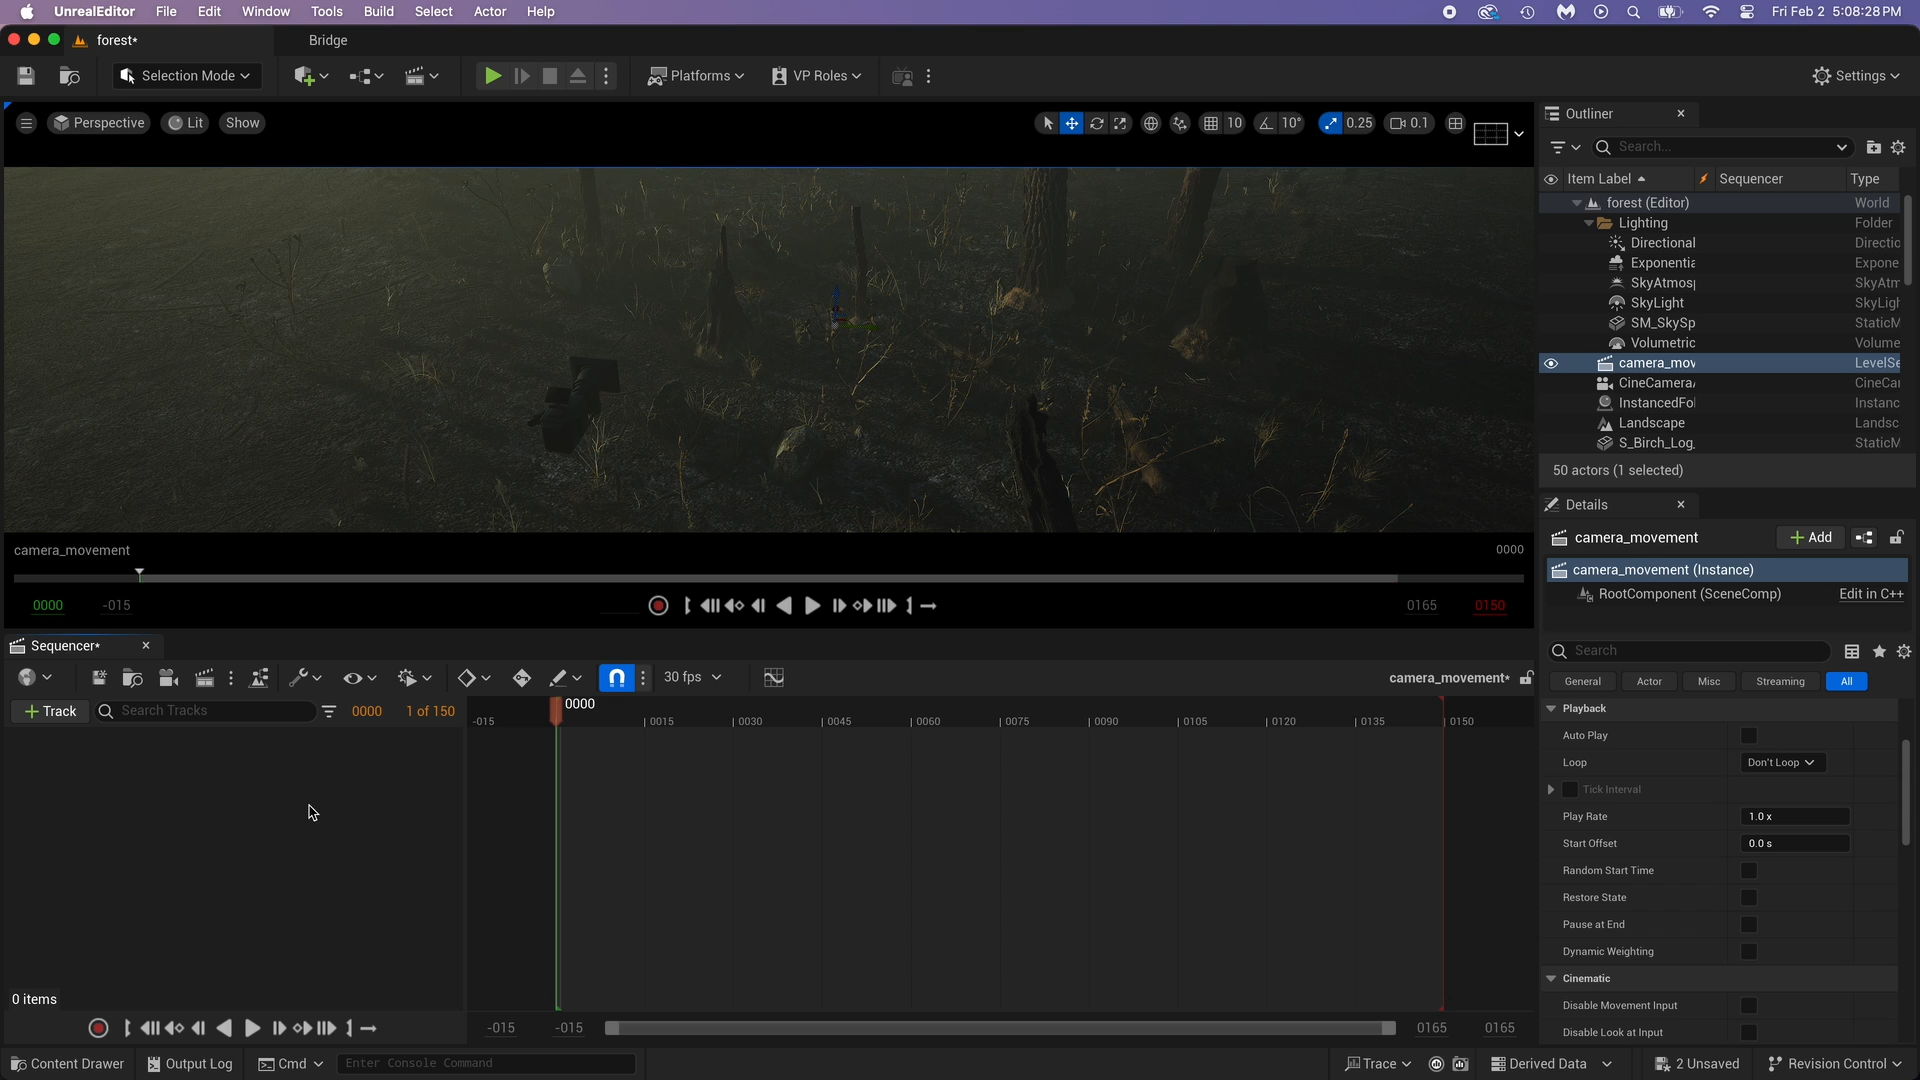 UnrealEditor File Edit Window Tools Build Select Actor Help Fri Feb 2 5:08:28 PM
forest* Bridge
Selection Mode Platforms VP Roles Settings
Perspective Lit Show 10 10° 0.25 0.1
Outliner
Search...
Item Label Sequencer Type
forest (Editor) World
Lighting Folder
Directional Directic
Exponentia Expone
SkyAtmosp SkyAtm
SkyLight SkyLigh
SM_SkySp StaticM
Volumetric Volume
camera_mov LevelSe
CineCameraA CineCar
InstancedFol Instanc
Landscape Landsc
S_Birch_Log_ StaticM
50 actors (1 selected)
Details
camera_movement Add
camera_movement (Instance)
RootComponent (SceneComp) Edit in C++
Search
General Actor Misc Streaming All
Playback
Auto Play
Loop Don't Loop
Tick Interval
Play Rate 1.0 x
Start Offset 0.0 s
Random Start Time
Restore State
Pause at End
Dynamic Weighting
Cinematic
Disable Movement Input
Disable Look at Input
camera_movement 0000
0000 -015 0165 0150
Sequencer*
30 fps camera_movement*
Track Search Tracks 0000 1 of 150
0000
-015 0015 0030 0045 0060 0075 0090 0105 0120 0135 0150
0 items
-015 -015 0165 0165
Content Drawer Output Log Cmd Enter Console Command Trace Derived Data 2 Unsaved Revision Control